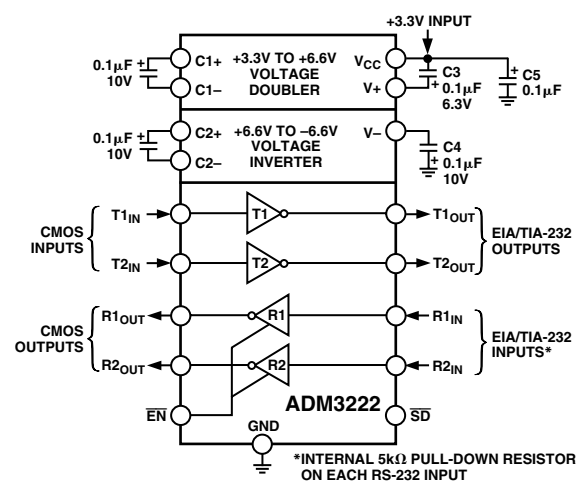 +3.3V INPUT
0.1μF
10V
C1+
C1–
+3.3V TO +6.6V
VOLTAGE
DOUBLER
VCC
V+
C3
0.1μF
6.3V
C5
0.1μF
0.1μF
10V
C2+
C2–
+6.6V TO –6.6V
VOLTAGE
INVERTER
V–
C4
0.1μF
10V
CMOS
INPUTS
T1IN
T1
T1OUT
T2IN
T2
T2OUT
EIA/TIA-232
OUTPUTS
CMOS
OUTPUTS
R1OUT
R1
R1IN
R2OUT
R2
R2IN
EIA/TIA-232
INPUTS*
EN
ADM3222
SD
GND
*INTERNAL 5kΩ PULL-DOWN RESISTOR
ON EACH RS-232 INPUT